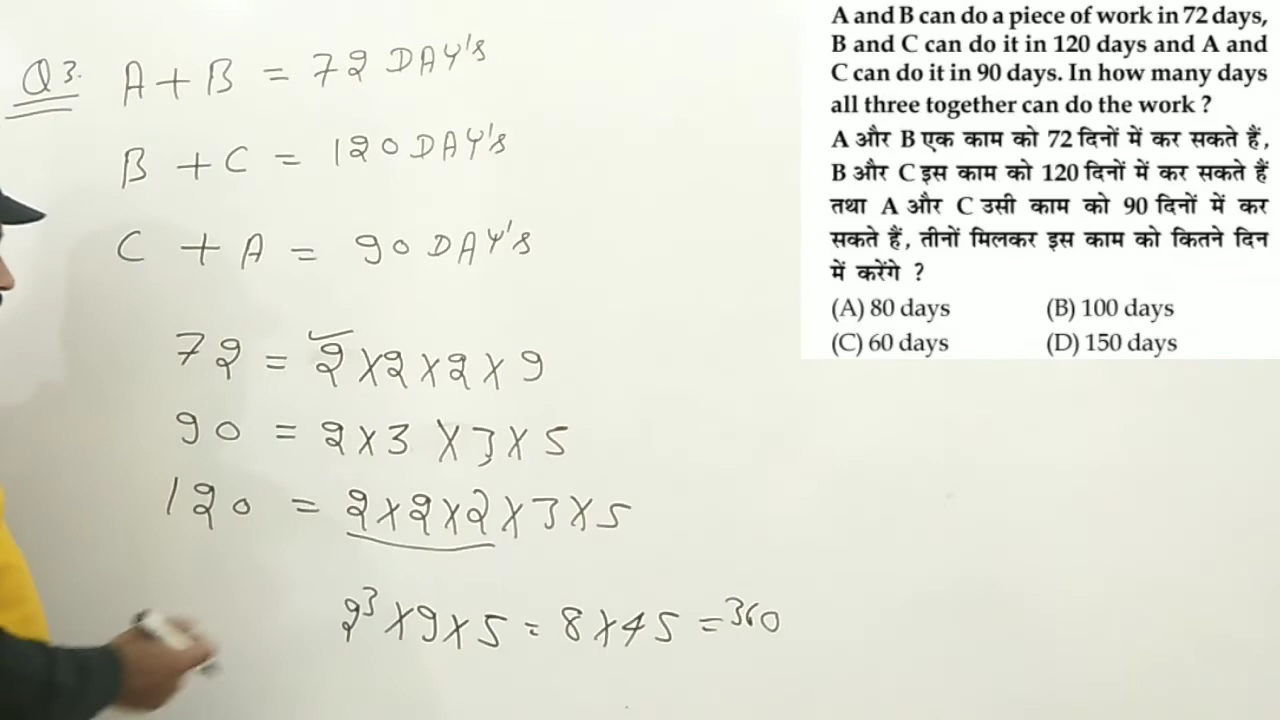 Q3. A + B = 72 DAY'S
B + C = 120 DAY'S
C + A = 90 DAY'S
72 = 2 × 2 × 2 × 9
90 = 2 × 3 × 3 × 5
120 = 2 × 2 × 2 × 3 × 5
2³ × 9 × 5 = 8 × 45 = 360
A and B can do a piece of work in 72 days,
B and C can do it in 120 days and A and
C can do it in 90 days. In how many days
all three together can do the work ?
A और B एक काम को 72 दिनों में कर सकते हैं,
B और C इस काम को 120 दिनों में कर सकते हैं
तथा A और C उसी काम को 90 दिनों में कर
सकते हैं, तीनों मिलकर इस काम को कितने दिन
में करेंगे ?
(A) 80 days (B) 100 days
(C) 60 days (D) 150 days